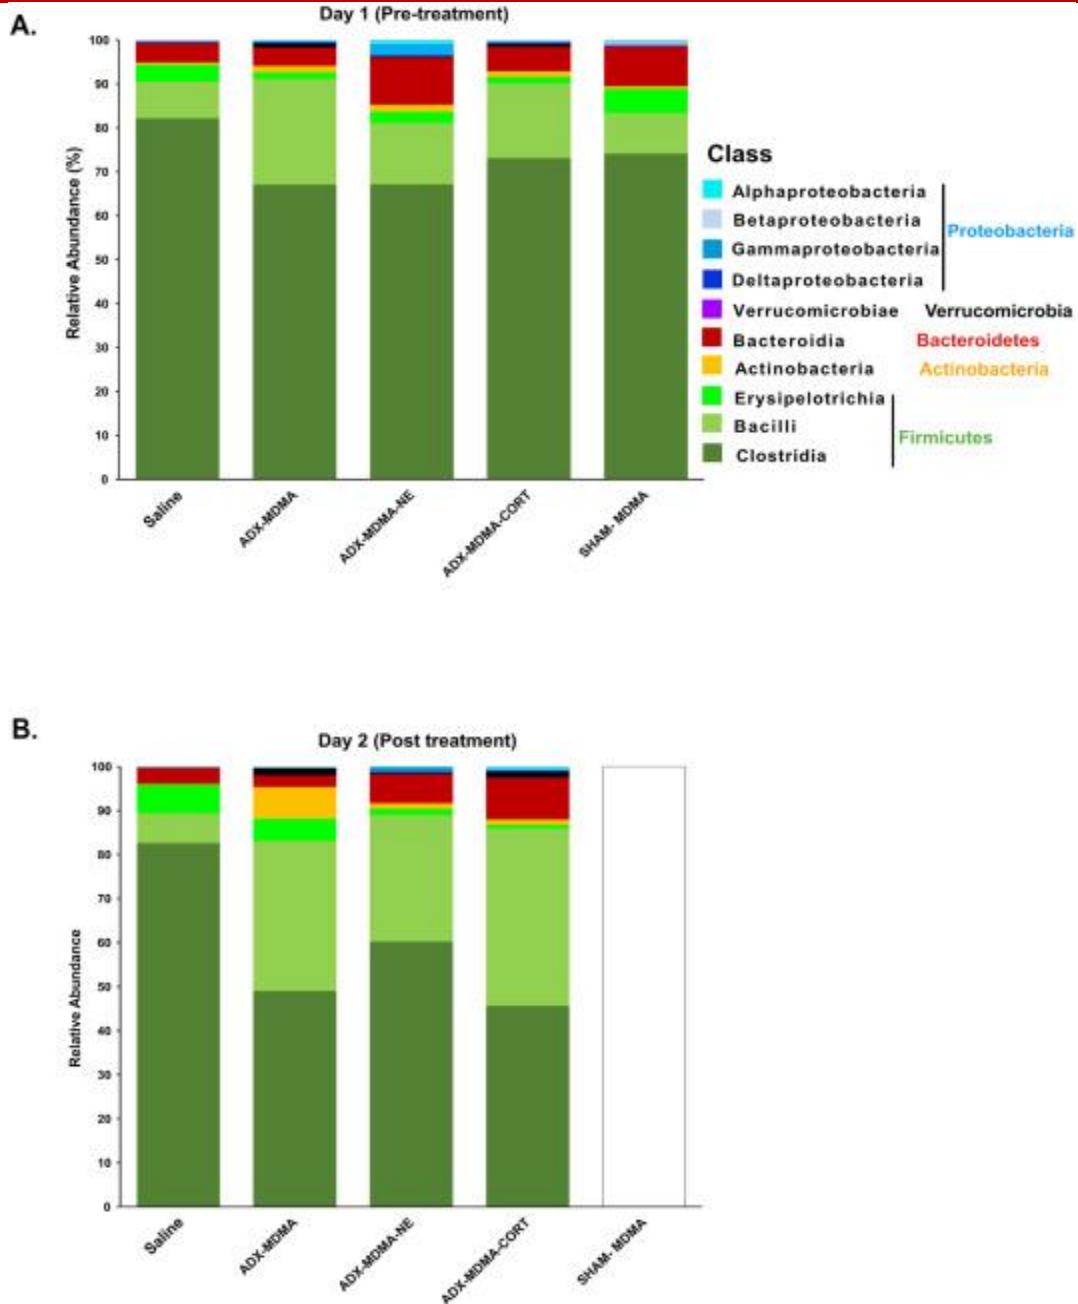 A.
Day 1 (Pre-treatment)
Relative Abundance (%)
100
90
80
70
60
50
40
30
20
10
0
Saline
ADX-MDMA
ADX-MDMA-NE
ADX-MDMA-CORT
SHAM- MDMA
Class
Alphaproteobacteria
Betaproteobacteria
Gammaproteobacteria
Deltaproteobacteria
Proteobacteria
Verrucomicrobiae Verrucomicrobia
Bacteroidia Bacteroidetes
Actinobacteria Actinobacteria
Erysipelotrichia
Bacilli
Clostridia
Firmicutes
B.
Day 2 (Post treatment)
Relative Abundance
100
90
80
70
60
50
40
30
20
10
0
Saline
ADX-MDMA
ADX-MDMA-NE
ADX-MDMA-CORT
SHAM- MDMA